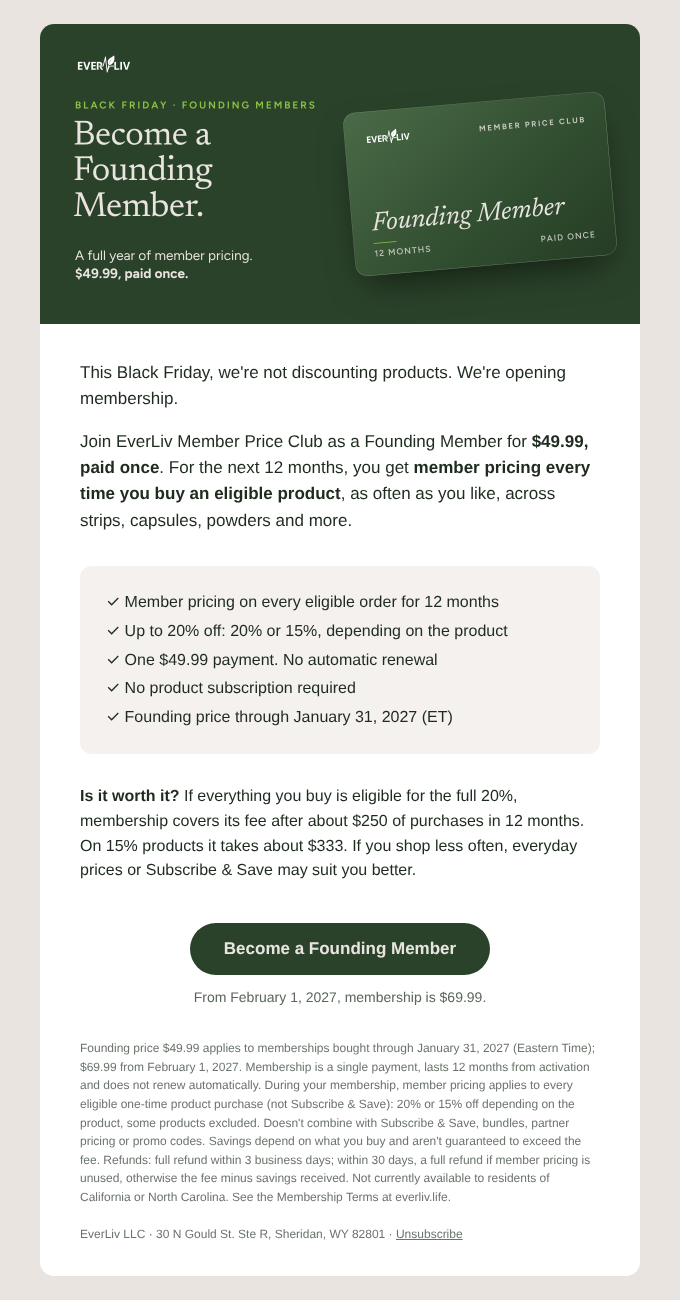 EVERLIV
BLACK FRIDAY · FOUNDING MEMBERS
Become a
Founding
Member.
A full year of member pricing.
$49.99, paid once.
EVERLIV
MEMBER PRICE CLUB
Founding Member
12 MONTHS
PAID ONCE
This Black Friday, we're not discounting products. We're opening
membership.
Join EverLiv Member Price Club as a Founding Member for $49.99,
paid once. For the next 12 months, you get member pricing every
time you buy an eligible product, as often as you like, across
strips, capsules, powders and more.
✓ Member pricing on every eligible order for 12 months
✓ Up to 20% off: 20% or 15%, depending on the product
✓ One $49.99 payment. No automatic renewal
✓ No product subscription required
✓ Founding price through January 31, 2027 (ET)
Is it worth it? If everything you buy is eligible for the full 20%,
membership covers its fee after about $250 of purchases in 12 months.
On 15% products it takes about $333. If you shop less often, everyday
prices or Subscribe & Save may suit you better.
Become a Founding Member
From February 1, 2027, membership is $69.99.
Founding price $49.99 applies to memberships bought through January 31, 2027 (Eastern Time);
$69.99 from February 1, 2027. Membership is a single payment, lasts 12 months from activation
and does not renew automatically. During your membership, member pricing applies to every
eligible one-time product purchase (not Subscribe & Save): 20% or 15% off depending on the
product, some products excluded. Doesn't combine with Subscribe & Save, bundles, partner
pricing or promo codes. Savings depend on what you buy and aren't guaranteed to exceed the
fee. Refunds: full refund within 3 business days; within 30 days, a full refund if member pricing is
unused, otherwise the fee minus savings received. Not currently available to residents of
California or North Carolina. See the Membership Terms at everliv.life.
EverLiv LLC · 30 N Gould St. Ste R, Sheridan, WY 82801 · Unsubscribe